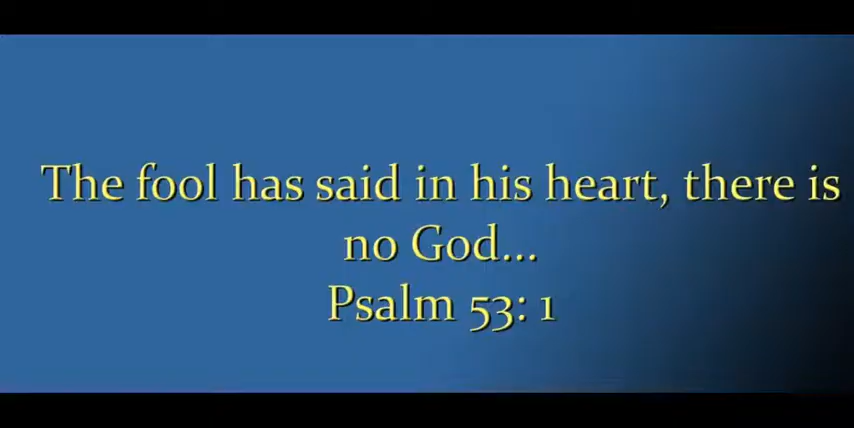 The fool has said in his heart, there is
no God...
Psalm 53: 1